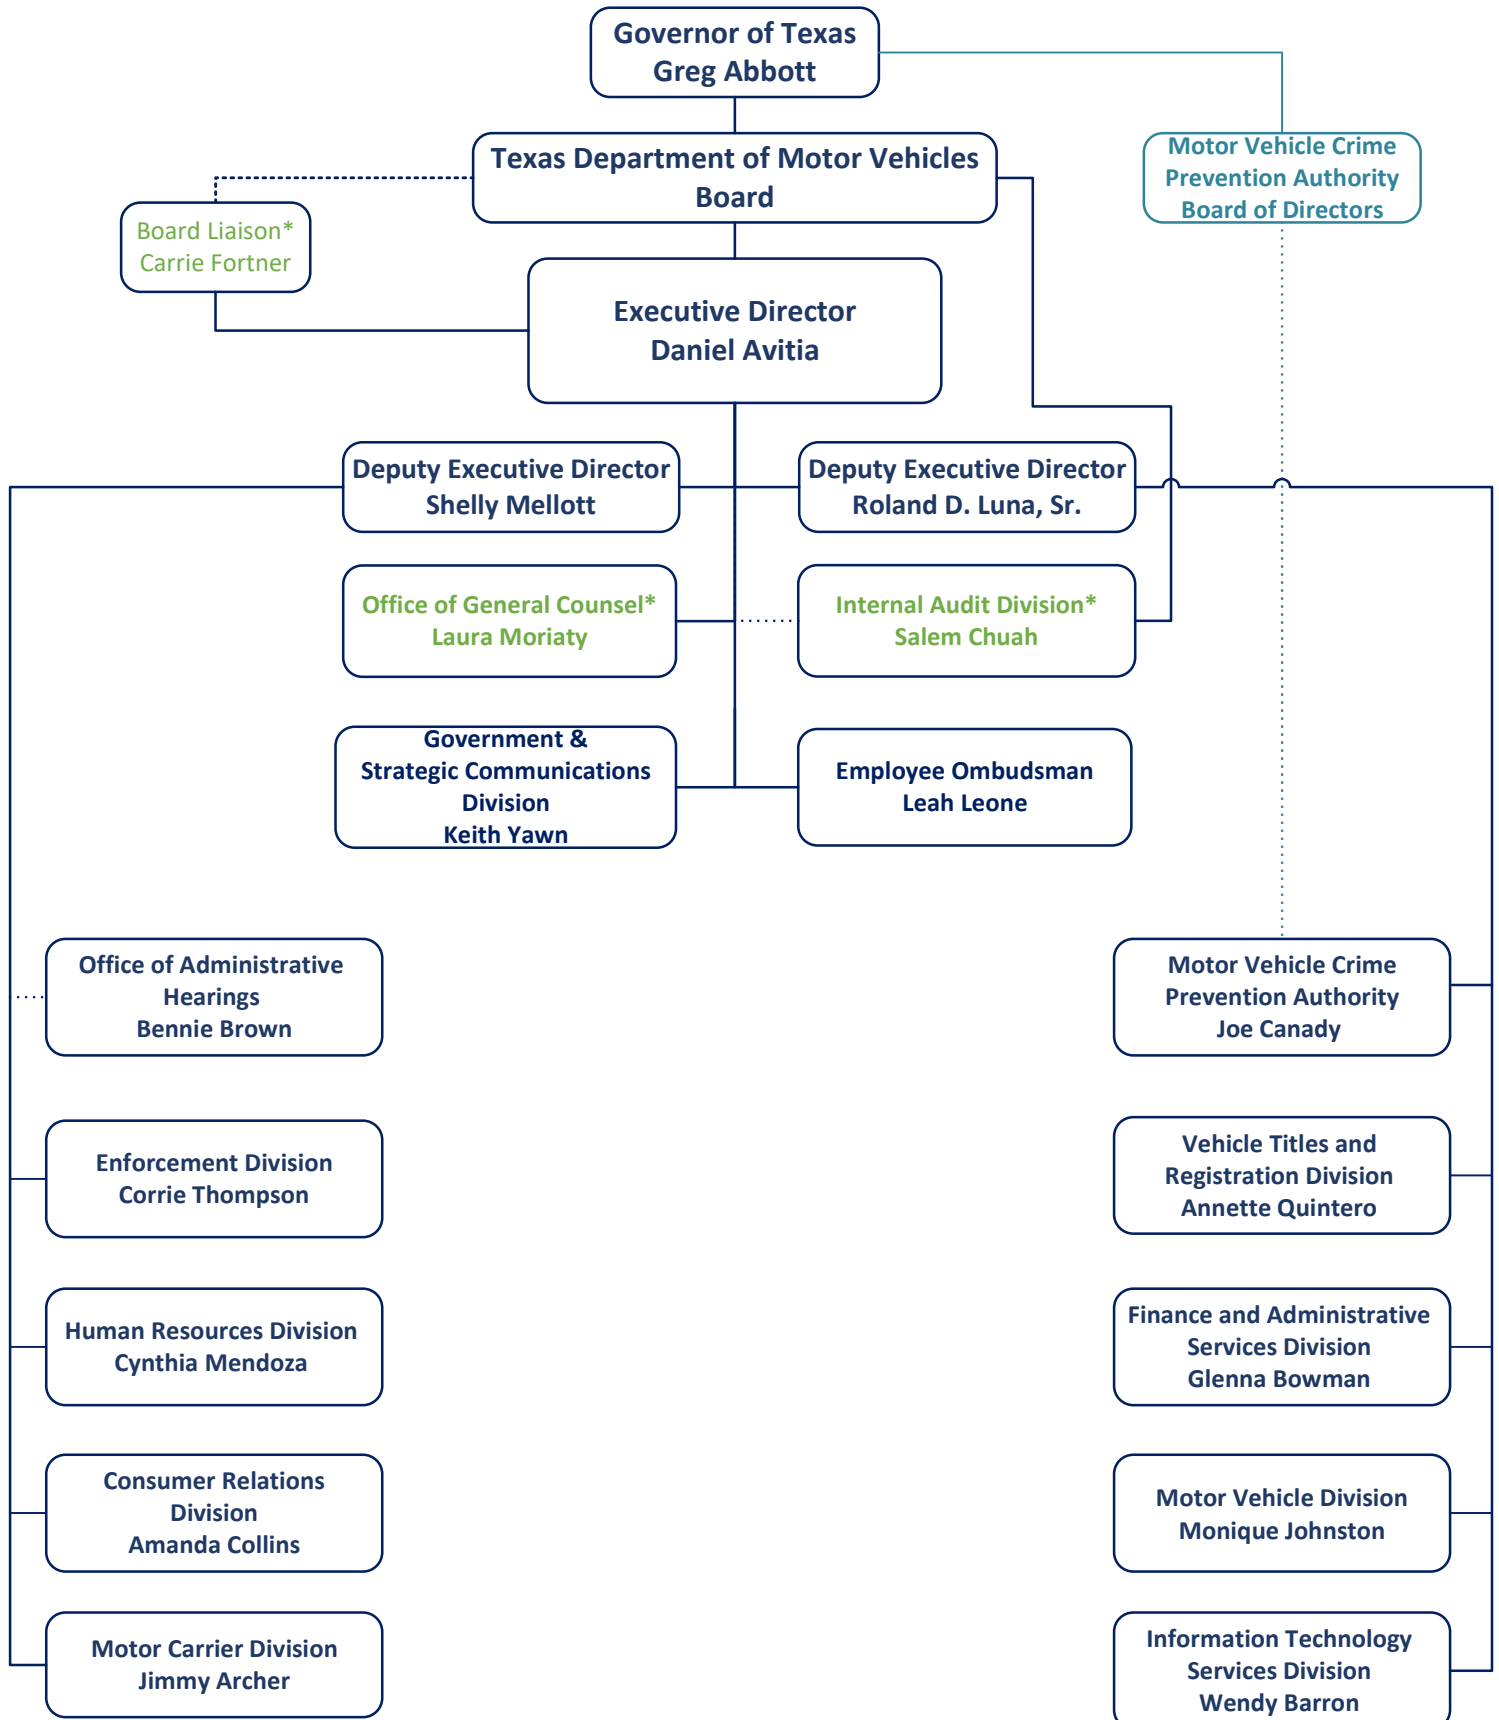 Governor of Texas
Greg Abbott
Texas Department of Motor Vehicles
Board
Motor Vehicle Crime
Prevention Authority
Board of Directors
Board Liaison*
Carrie Fortner
Executive Director
Daniel Avitia
Deputy Executive Director
Shelly Mellott
Deputy Executive Director
Roland D. Luna, Sr.
Office of General Counsel*
Laura Moriaty
Internal Audit Division*
Salem Chuah
Government &
Strategic Communications
Division
Keith Yawn
Employee Ombudsman
Leah Leone
Office of Administrative
Hearings
Bennie Brown
Motor Vehicle Crime
Prevention Authority
Joe Canady
Enforcement Division
Corrie Thompson
Vehicle Titles and
Registration Division
Annette Quintero
Human Resources Division
Cynthia Mendoza
Finance and Administrative
Services Division
Glenna Bowman
Consumer Relations
Division
Amanda Collins
Motor Vehicle Division
Monique Johnston
Motor Carrier Division
Jimmy Archer
Information Technology
Services Division
Wendy Barron